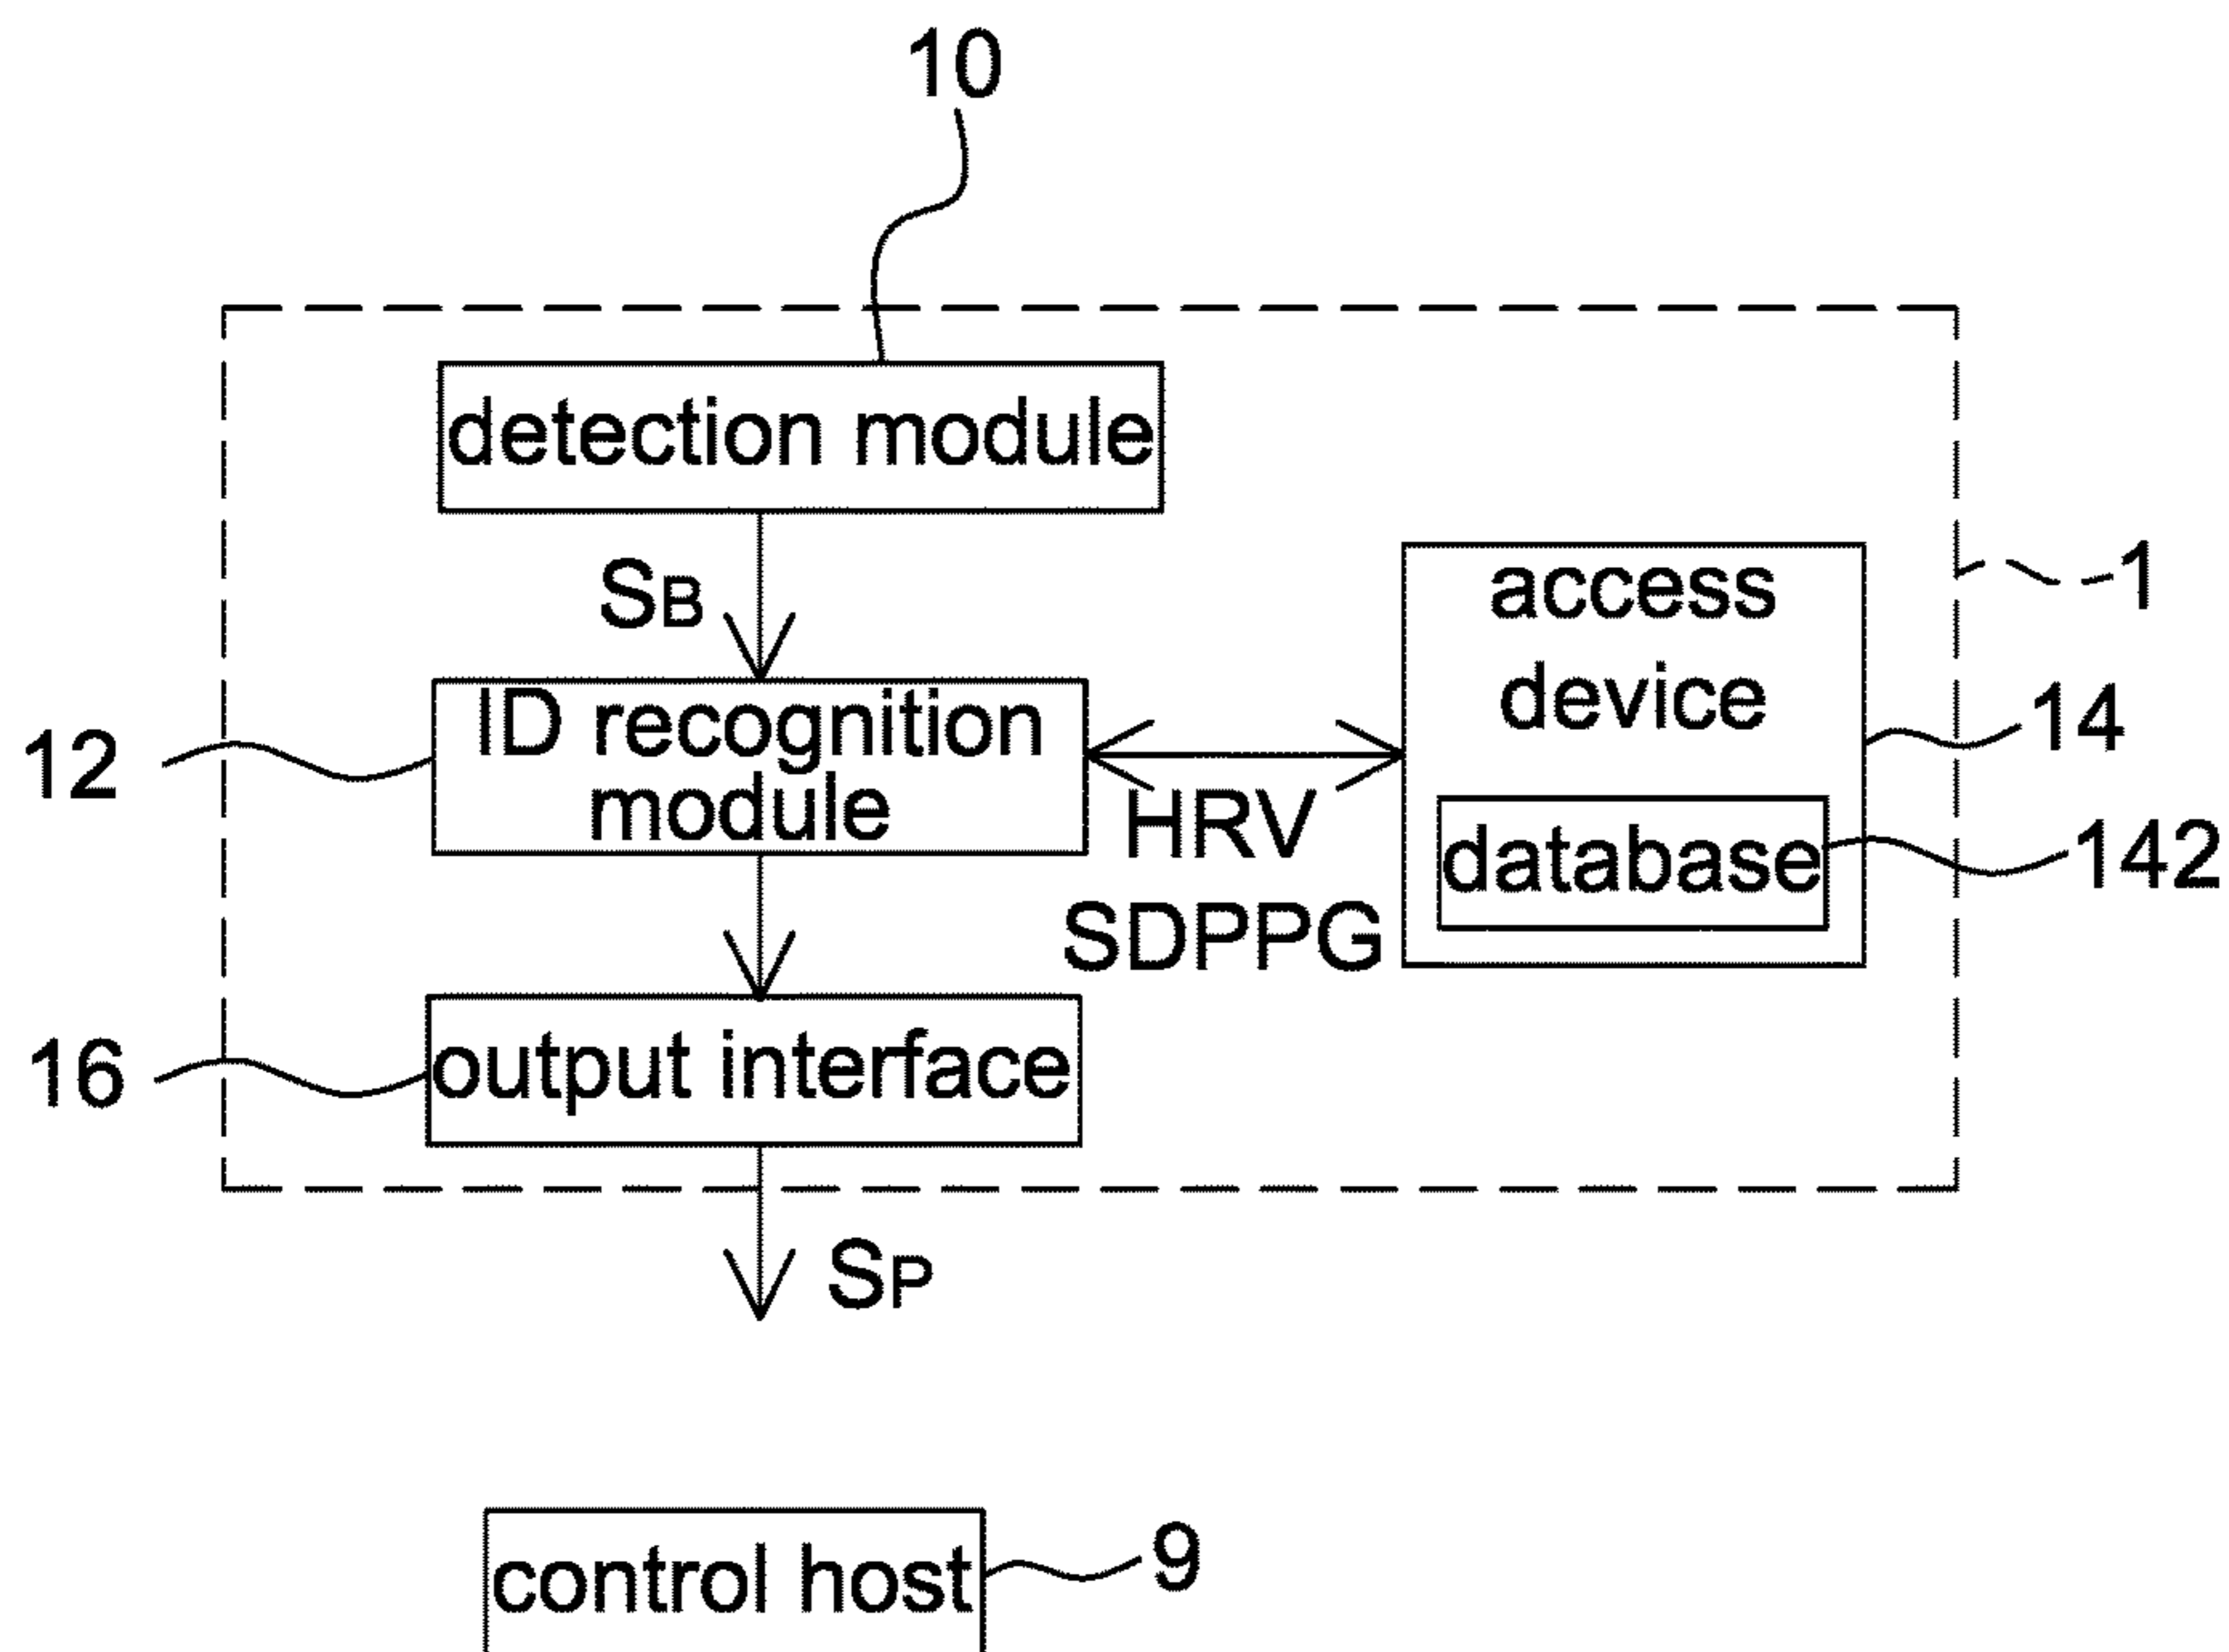 10
detection module
SB
access
device
1
ID recognition
module
12
14
HRV
SDPPG
database
142
output interface
16
SP
control host
9